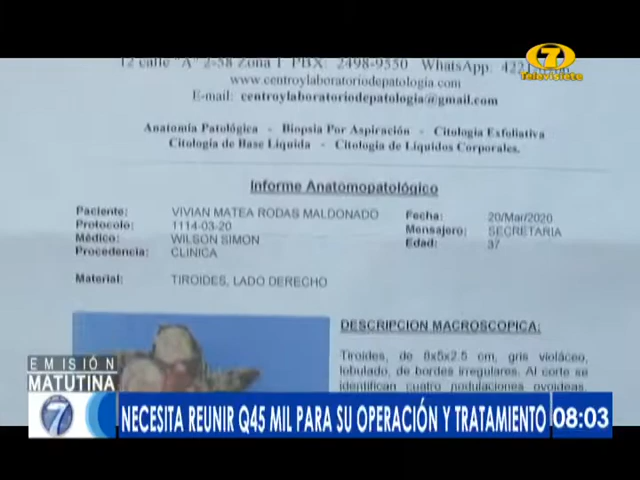 12 calle "A" 2-58 Zona 1 PBX: 2498-9550 WhatsApp: 4221
7
Televisiete
www.centroylaboratoriodepatologia.com
E-mail: centroylaboratoriodepatologia@gmail.com
Anatomía Patológica - Biopsia Por Aspiración - Citología Exfoliativa
Citología de Base Líquida - Citología de Líquidos Corporales.
Informe Anatomopatológico
Paciente: VIVIAN MATEA RODAS MALDONADO Fecha: 20/Mar/2020
Protocolo: 1114-03-20 Mensajero: SECRETARIA
Médico: WILSON SIMON Edad: 37
Procedencia: CLINICA
Material: TIROIDES, LADO DERECHO
DESCRIPCION MACROSCOPICA:
Tiroides, de 8x5x2.5 cm, gris violáceo,
lobulado, de bordes irregulares. Al corte se
identifican cuatro nodulaciones ovoideas,
EMISIÓN
MATUTINA
7
NECESITA REUNIR Q45 MIL PARA SU OPERACIÓN Y TRATAMIENTO
08:03